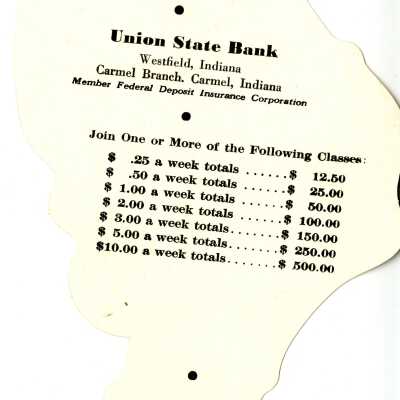 Union State Bank
Westfield, Indiana
Carmel Branch. Carmel, Indiana
Member Federal Deposit Insurance Corporation
Join One or More of the Following Classes:
$ .25 a week totals ......$ 12.50
$ .50 a week totals ......$ 25.00
$ 1.00 a week totals ......$ 50.00
$ 2.00 a week totals ......$ 100.00
$ 3.00 a week totals.......$ 150.00
$ 5.00 a week totals.......$ 250.00
$10.00 a week totals.......$ 500.00